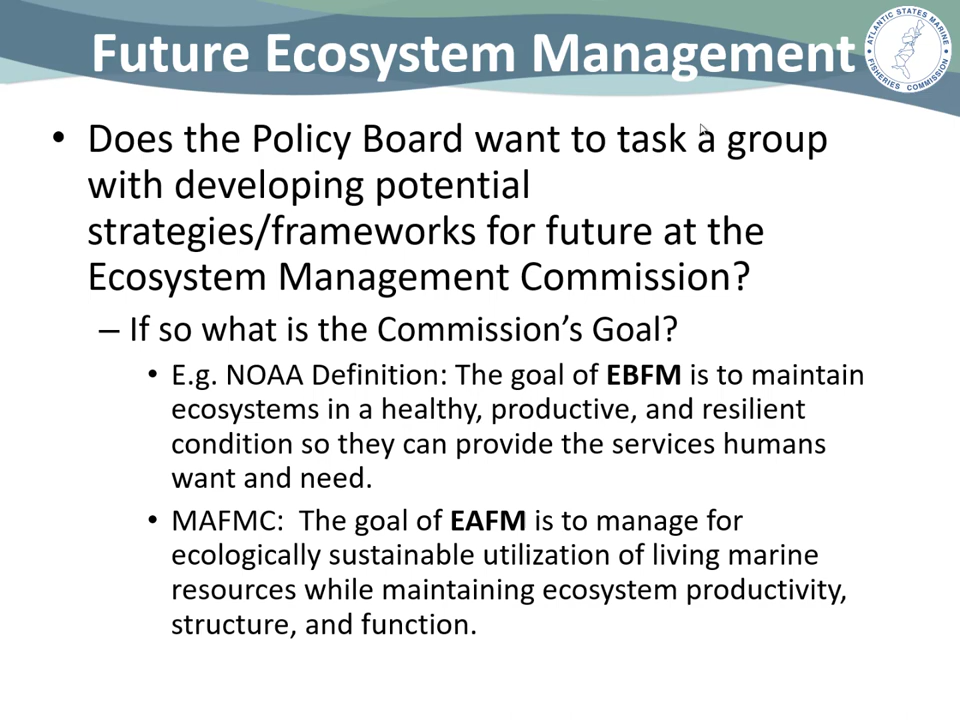 Future Ecosystem Management
ATLANTIC STATES MARINE
FISHERIES COMMISSION
• Does the Policy Board want to task a group
with developing potential
strategies/frameworks for future at the
Ecosystem Management Commission?
– If so what is the Commission's Goal?
• E.g. NOAA Definition: The goal of EBFM is to maintain
ecosystems in a healthy, productive, and resilient
condition so they can provide the services humans
want and need.
• MAFMC: The goal of EAFM is to manage for
ecologically sustainable utilization of living marine
resources while maintaining ecosystem productivity,
structure, and function.